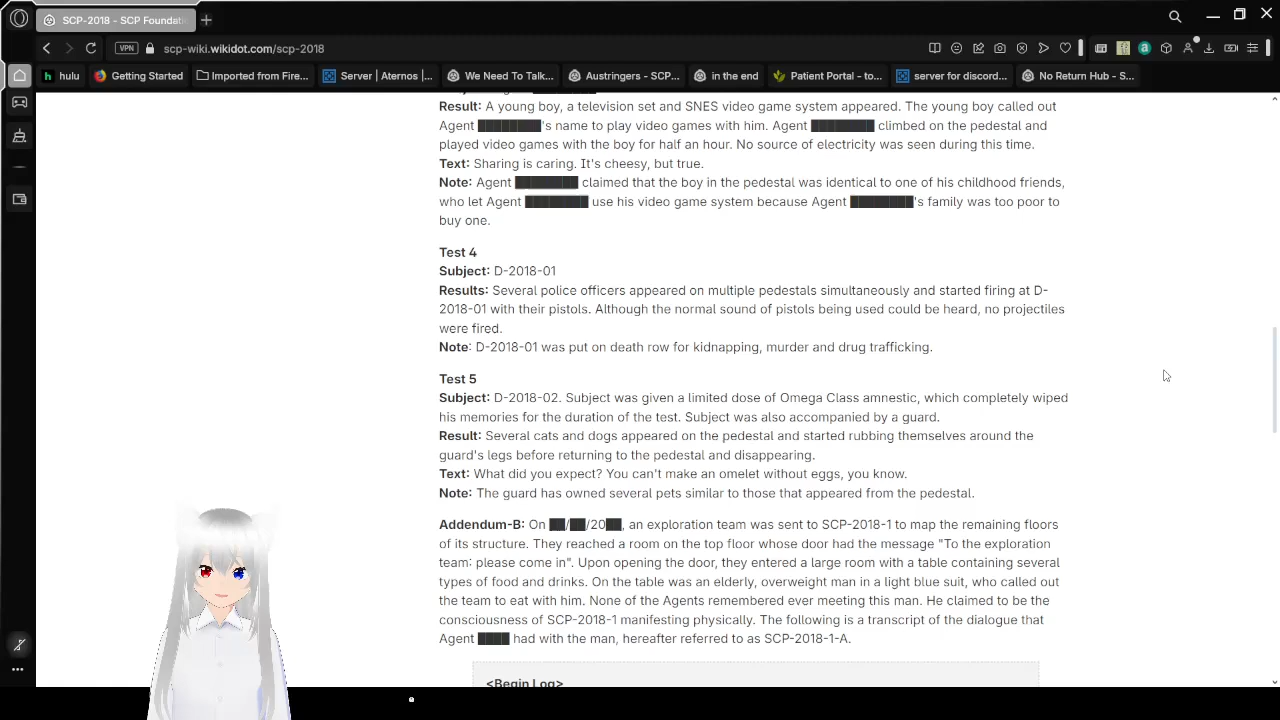 SCP-2018 - SCP Foundati
VPN scp-wiki.wikidot.com/scp-2018
hulu Getting Started Imported from Fire... Server | Aternos |... We Need To Talk... Austringers - SCP... in the end Patient Portal - to... server for discord... No Return Hub - S...
Result: A young boy, a television set and SNES video game system appeared. The young boy called out
Agent ████████'s name to play video games with him. Agent ████████ climbed on the pedestal and
played video games with the boy for half an hour. No source of electricity was seen during this time.
Text: Sharing is caring. It's cheesy, but true.
Note: Agent ████████ claimed that the boy in the pedestal was identical to one of his childhood friends,
who let Agent ████████ use his video game system because Agent ████████'s family was too poor to
buy one.
Test 4
Subject: D-2018-01
Results: Several police officers appeared on multiple pedestals simultaneously and started firing at D-
2018-01 with their pistols. Although the normal sound of pistols being used could be heard, no projectiles
were fired.
Note: D-2018-01 was put on death row for kidnapping, murder and drug trafficking.
Test 5
Subject: D-2018-02. Subject was given a limited dose of Omega Class amnestic, which completely wiped
his memories for the duration of the test. Subject was also accompanied by a guard.
Result: Several cats and dogs appeared on the pedestal and started rubbing themselves around the
guard's legs before returning to the pedestal and disappearing.
Text: What did you expect? You can't make an omelet without eggs, you know.
Note: The guard has owned several pets similar to those that appeared from the pedestal.
Addendum-B: On ██/██/20██, an exploration team was sent to SCP-2018-1 to map the remaining floors
of its structure. They reached a room on the top floor whose door had the message "To the exploration
team: please come in". Upon opening the door, they entered a large room with a table containing several
types of food and drinks. On the table was an elderly, overweight man in a light blue suit, who called out
the team to eat with him. None of the Agents remembered ever meeting this man. He claimed to be the
consciousness of SCP-2018-1 manifesting physically. The following is a transcript of the dialogue that
Agent ████ had with the man, hereafter referred to as SCP-2018-1-A.
<Begin Log>